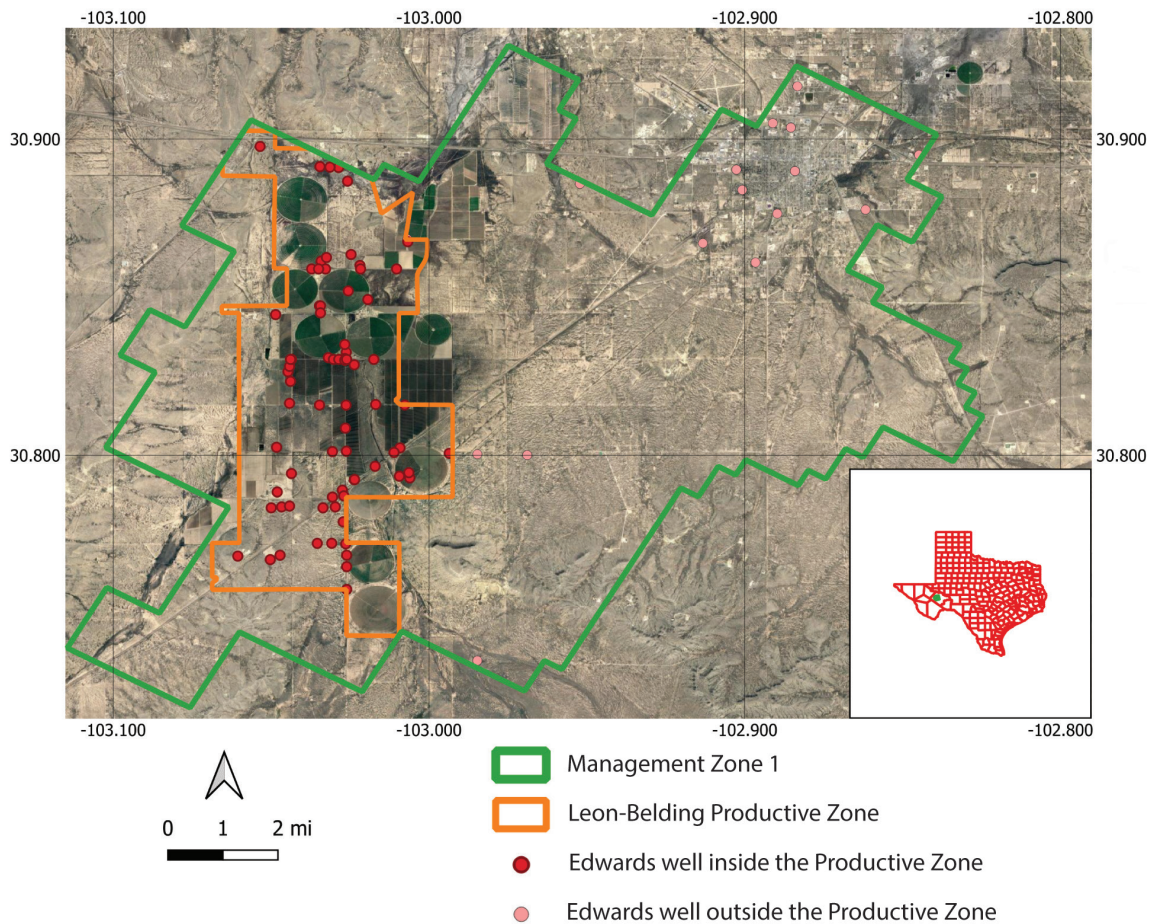 -103.100 -103.000 -102.900 -102.800
30.900 30.900
30.800 30.800
-103.100 -103.000 -102.900 -102.800
0 1 2 mi
Management Zone 1
Leon-Belding Productive Zone
Edwards well inside the Productive Zone
Edwards well outside the Productive Zone